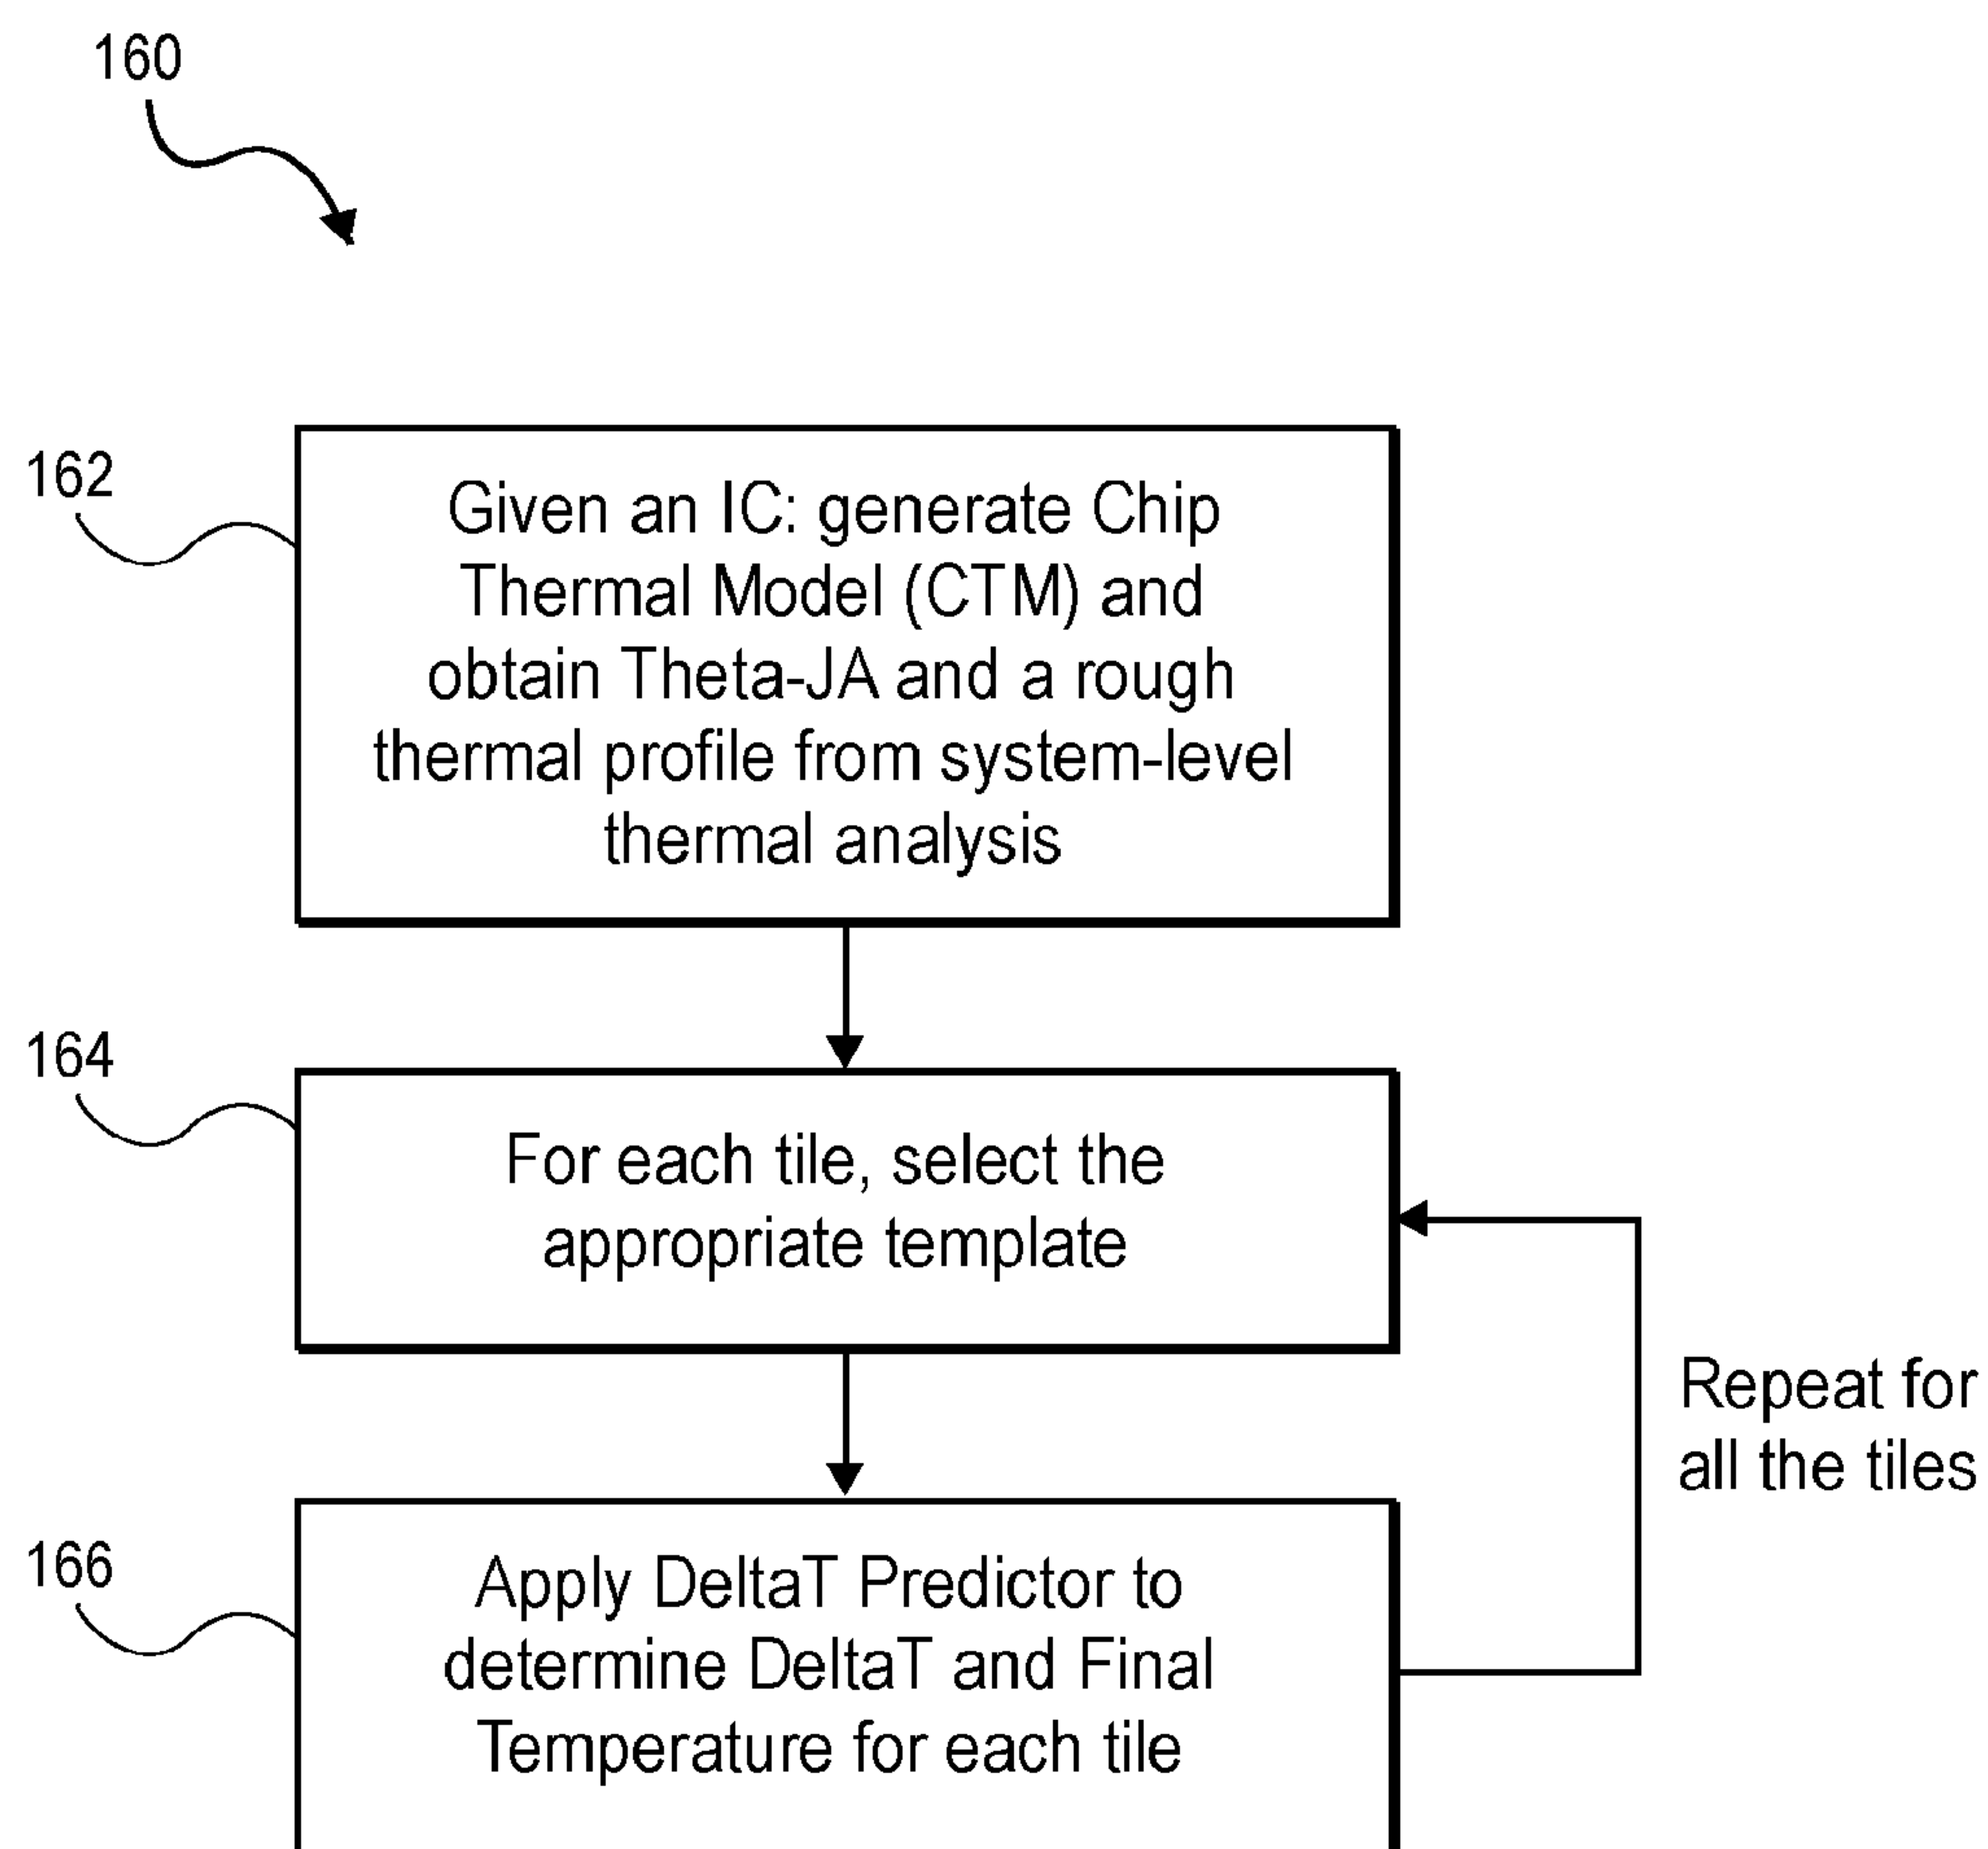 160
162
Given an IC: generate Chip
Thermal Model (CTM) and
obtain Theta-JA and a rough
thermal profile from system-level
thermal analysis
164
For each tile, select the
appropriate template
Repeat for
all the tiles
166
Apply DeltaT Predictor to
determine DeltaT and Final
Temperature for each tile